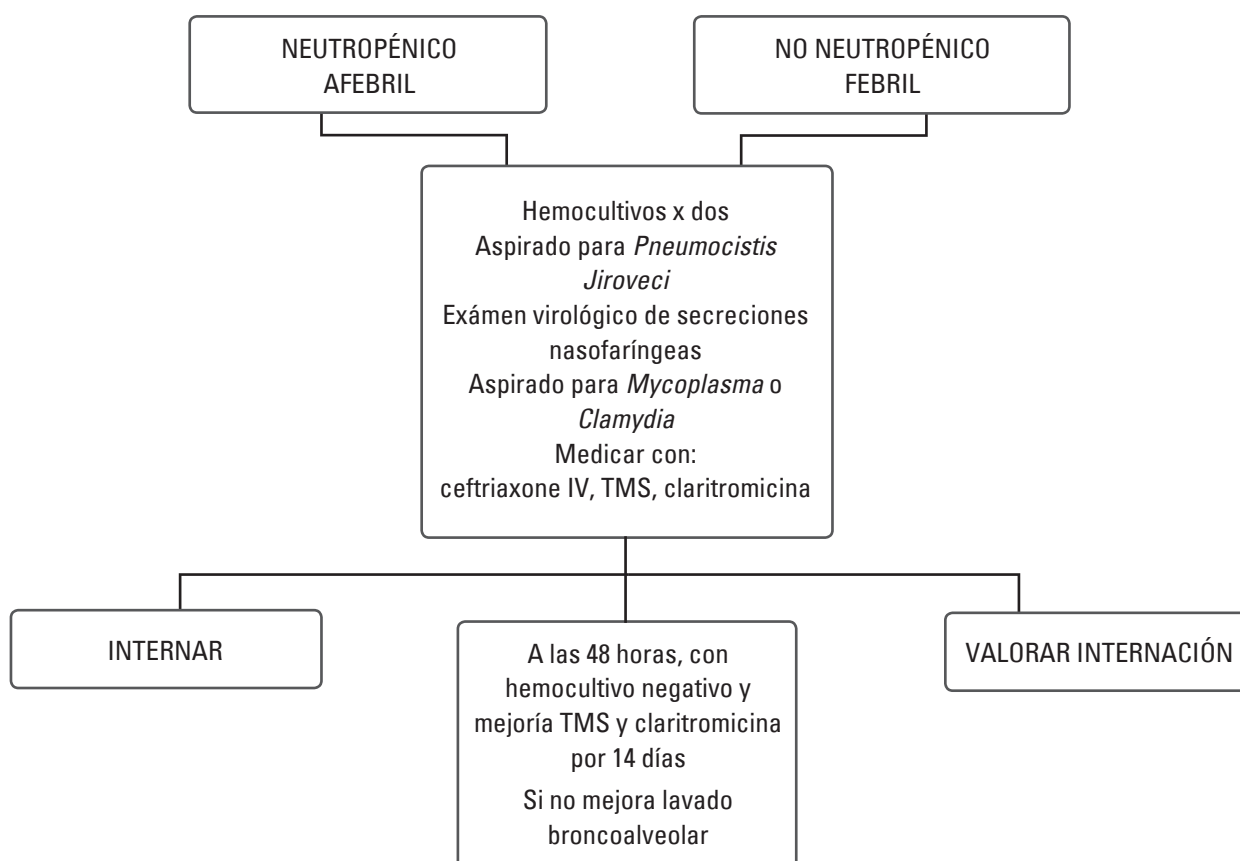 NEUTROPÉNICO
AFEBRIL
NO NEUTROPÉNICO
FEBRIL
Hemocultivos x dos
Aspirado para Pneumocistis
Jiroveci
Exámen virológico de secreciones
nasofaríngeas
Aspirado para Mycoplasma o
Clamydia
Medicar con:
ceftriaxone IV, TMS, claritromicina
INTERNAR
A las 48 horas, con
hemocultivo negativo y
mejoría TMS y claritromicina
por 14 días
Si no mejora lavado
broncoalveolar
VALORAR INTERNACIÓN